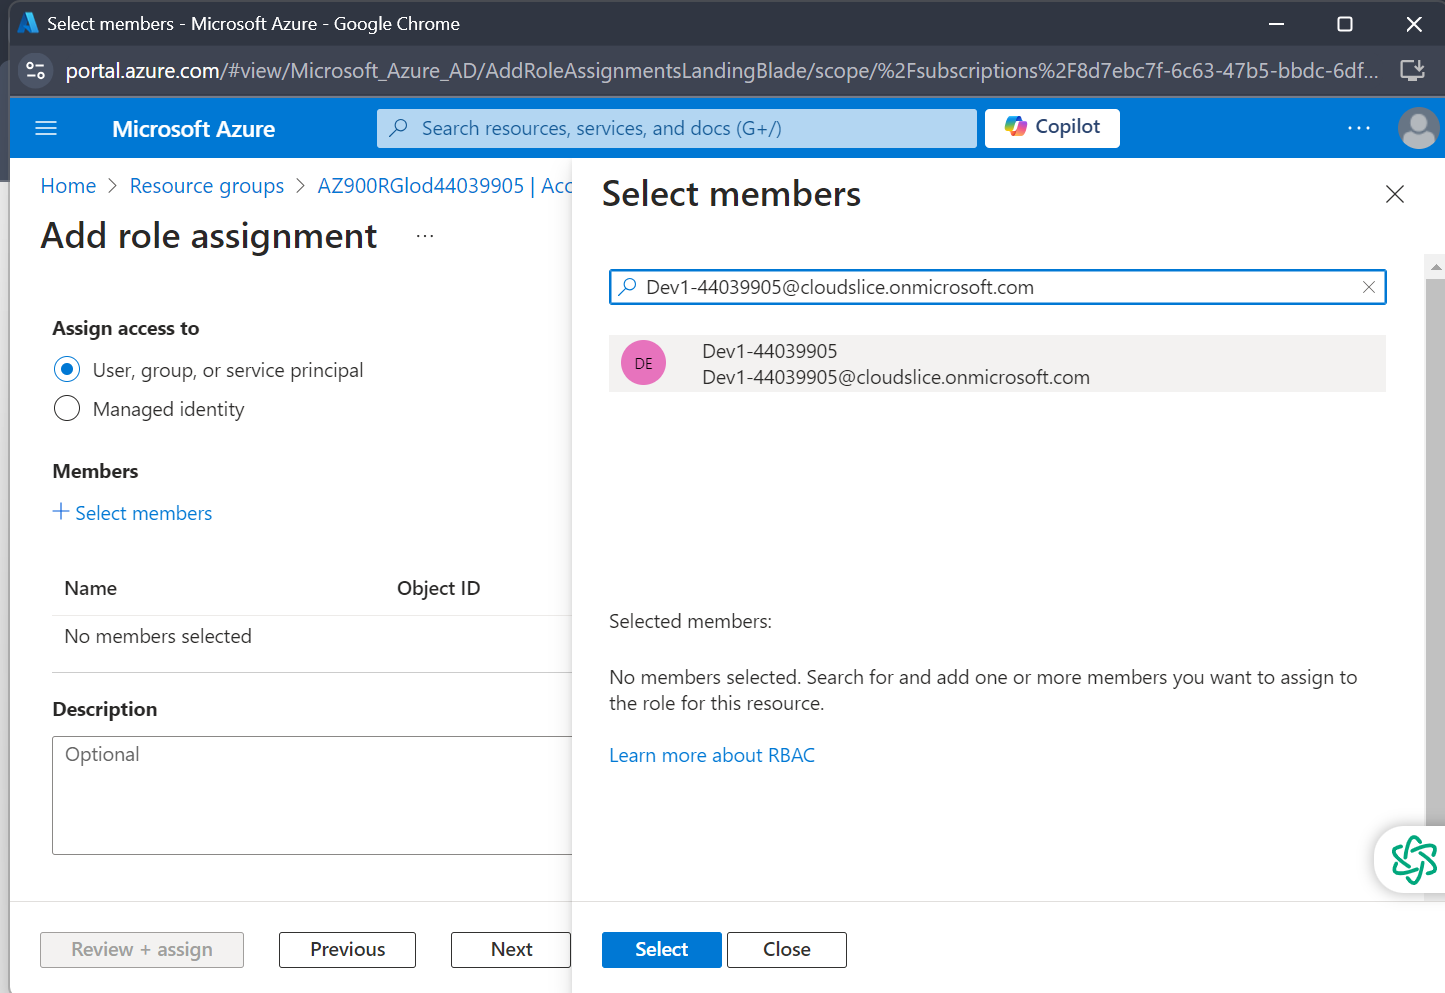 Select members - Microsoft Azure - Google Chrome
portal.azure.com/#view/Microsoft_Azure_AD/AddRoleAssignmentsLandingBlade/scope/%2Fsubscriptions%2F8d7ebc7f-6c63-47b5-bbdc-6df...
Microsoft Azure
Search resources, services, and docs (G+/)
Copilot
Home > Resource groups > AZ900RGlod44039905 | Acc
Add role assignment
Assign access to
User, group, or service principal
Managed identity
Members
+ Select members
Name Object ID
No members selected
Description
Optional
Review + assign
Previous
Next
Select members
Dev1-44039905@cloudslice.onmicrosoft.com
DE
Dev1-44039905
Dev1-44039905@cloudslice.onmicrosoft.com
Selected members:
No members selected. Search for and add one or more members you want to assign to
the role for this resource.
Learn more about RBAC
Select
Close